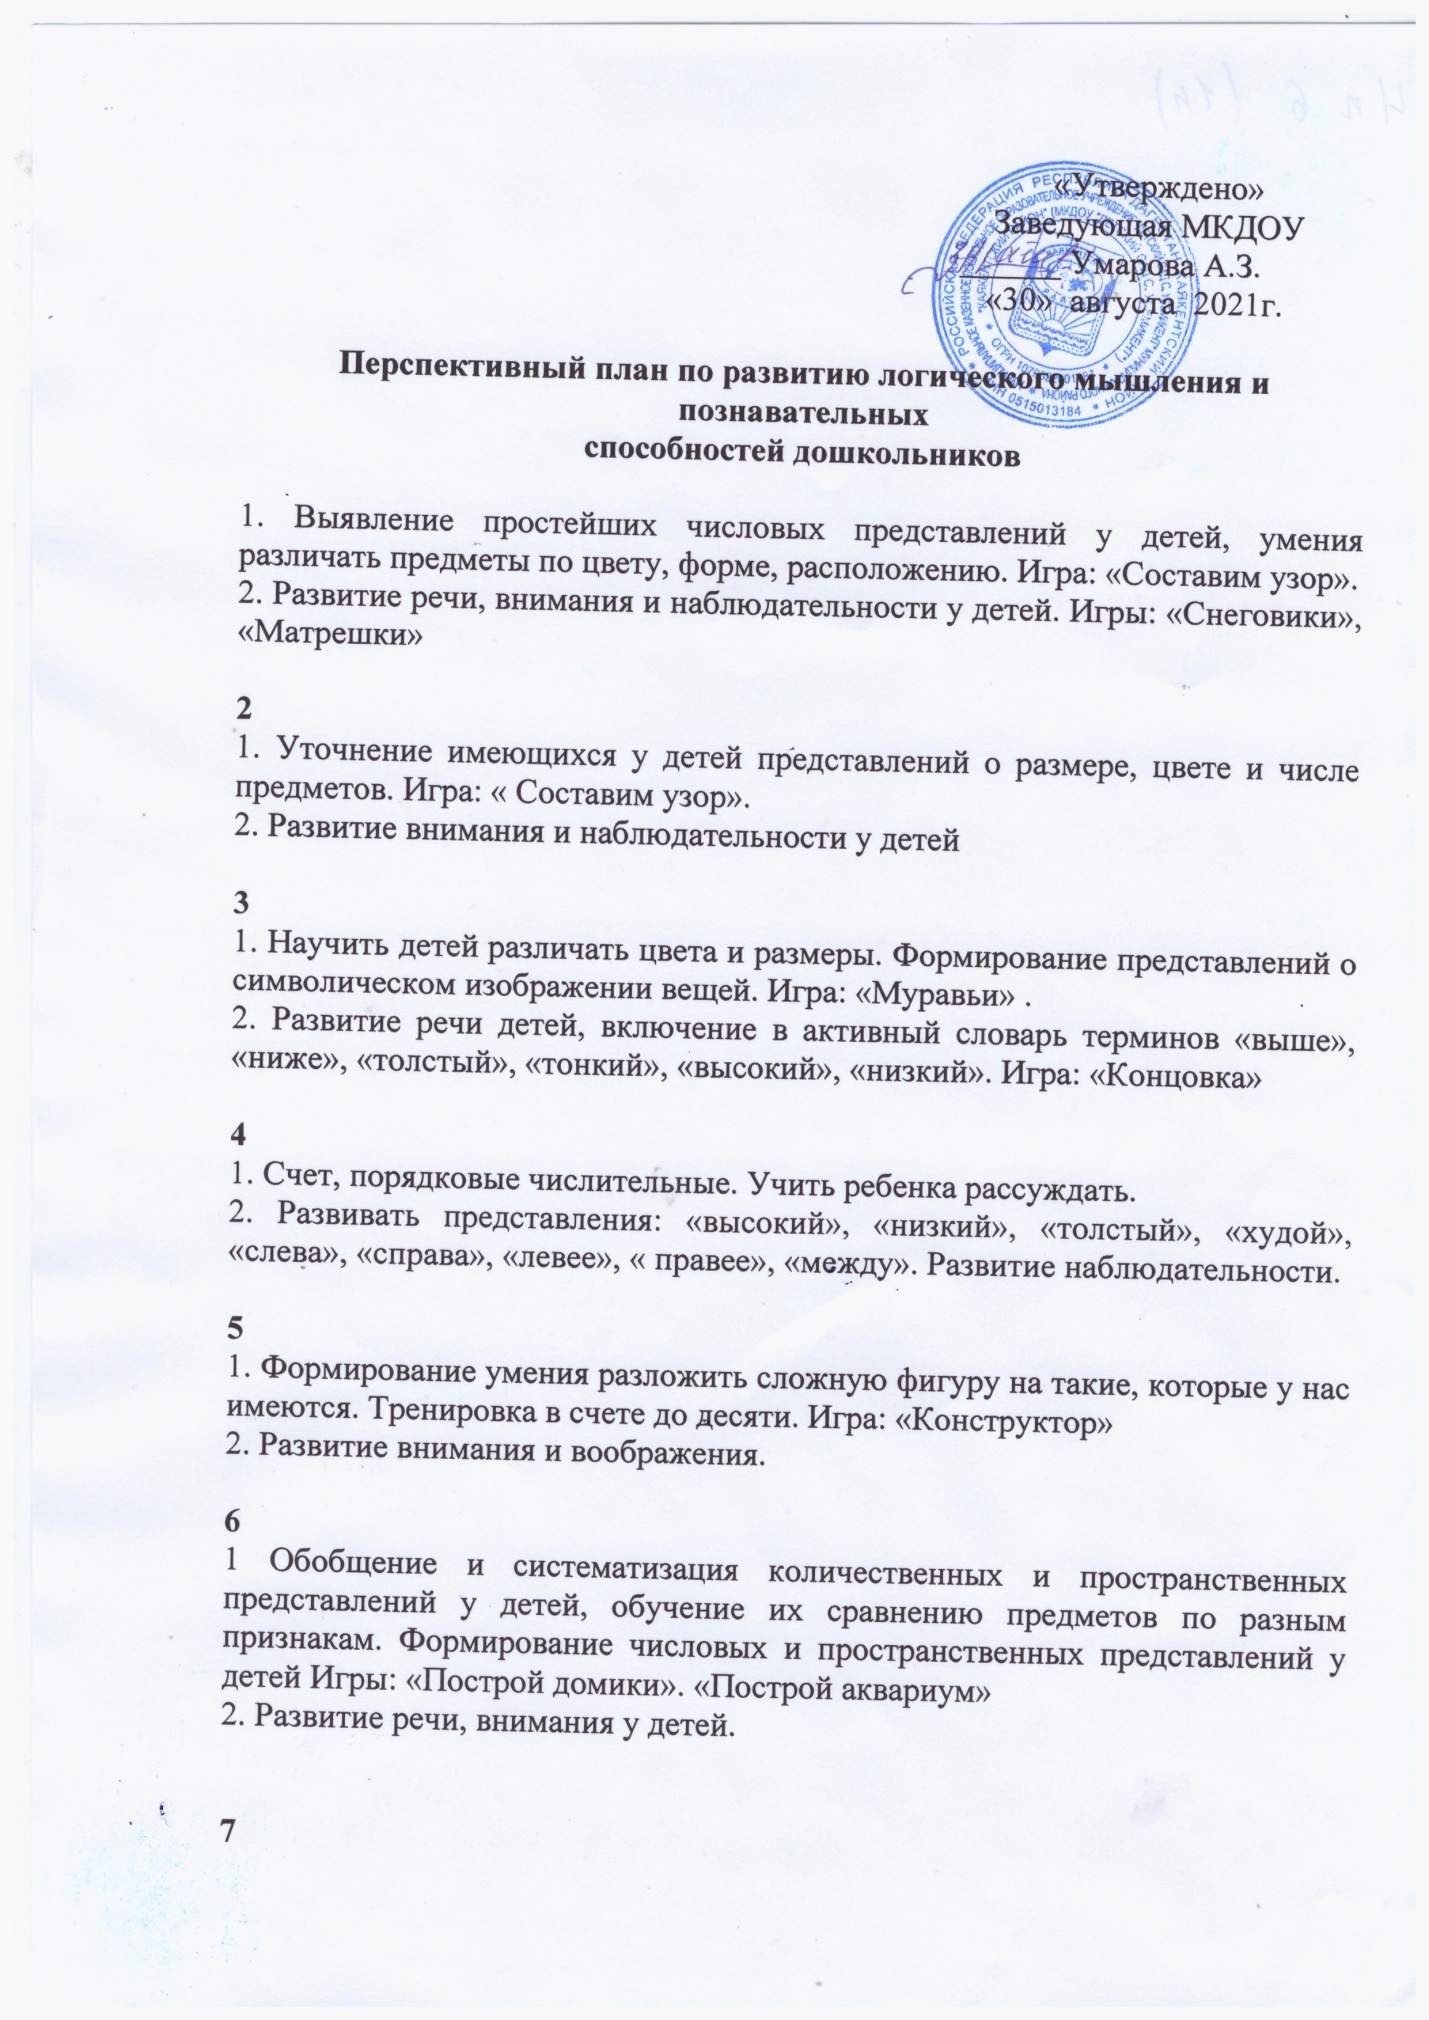 «Утверждено»
Заведующая МКДОУ
Умарова А.З.
«30» августа 2021г.
Перспективный план по развитию логического мышления и
познавательных
способностей дошкольников
1. Выявление простейших числовых представлений у детей, умения
различать предметы по цвету, форме, расположению. Игра: «Составим узор».
2. Развитие речи, внимания и наблюдательности у детей. Игры: «Снеговики»,
«Матрешки»
2
1. Уточнение имеющихся у детей представлений о размере, цвете и числе
предметов. Игра: « Составим узор».
2. Развитие внимания и наблюдательности у детей
3
1. Научить детей различать цвета и размеры. Формирование представлений о
символическом изображении вещей. Игра: «Муравьи» .
2. Развитие речи детей, включение в активный словарь терминов «выше»,
«ниже», «толстый», «тонкий», «высокий», «низкий». Игра: «Концовка»
4
1. Счет, порядковые числительные. Учить ребенка рассуждать.
2. Развивать представления: «высокий», «низкий», «толстый», «худой»,
«слева», «справа», «левее», « правее», «между». Развитие наблюдательности.
5
1. Формирование умения разложить сложную фигуру на такие, которые у нас
имеются. Тренировка в счете до десяти. Игра: «Конструктор»
2. Развитие внимания и воображения.
6
1 Обобщение и систематизация количественных и пространственных
представлений у детей, обучение их сравнению предметов по разным
признакам. Формирование числовых и пространственных представлений у
детей Игры: «Построй домики». «Построй аквариум»
2. Развитие речи, внимания у детей.
7